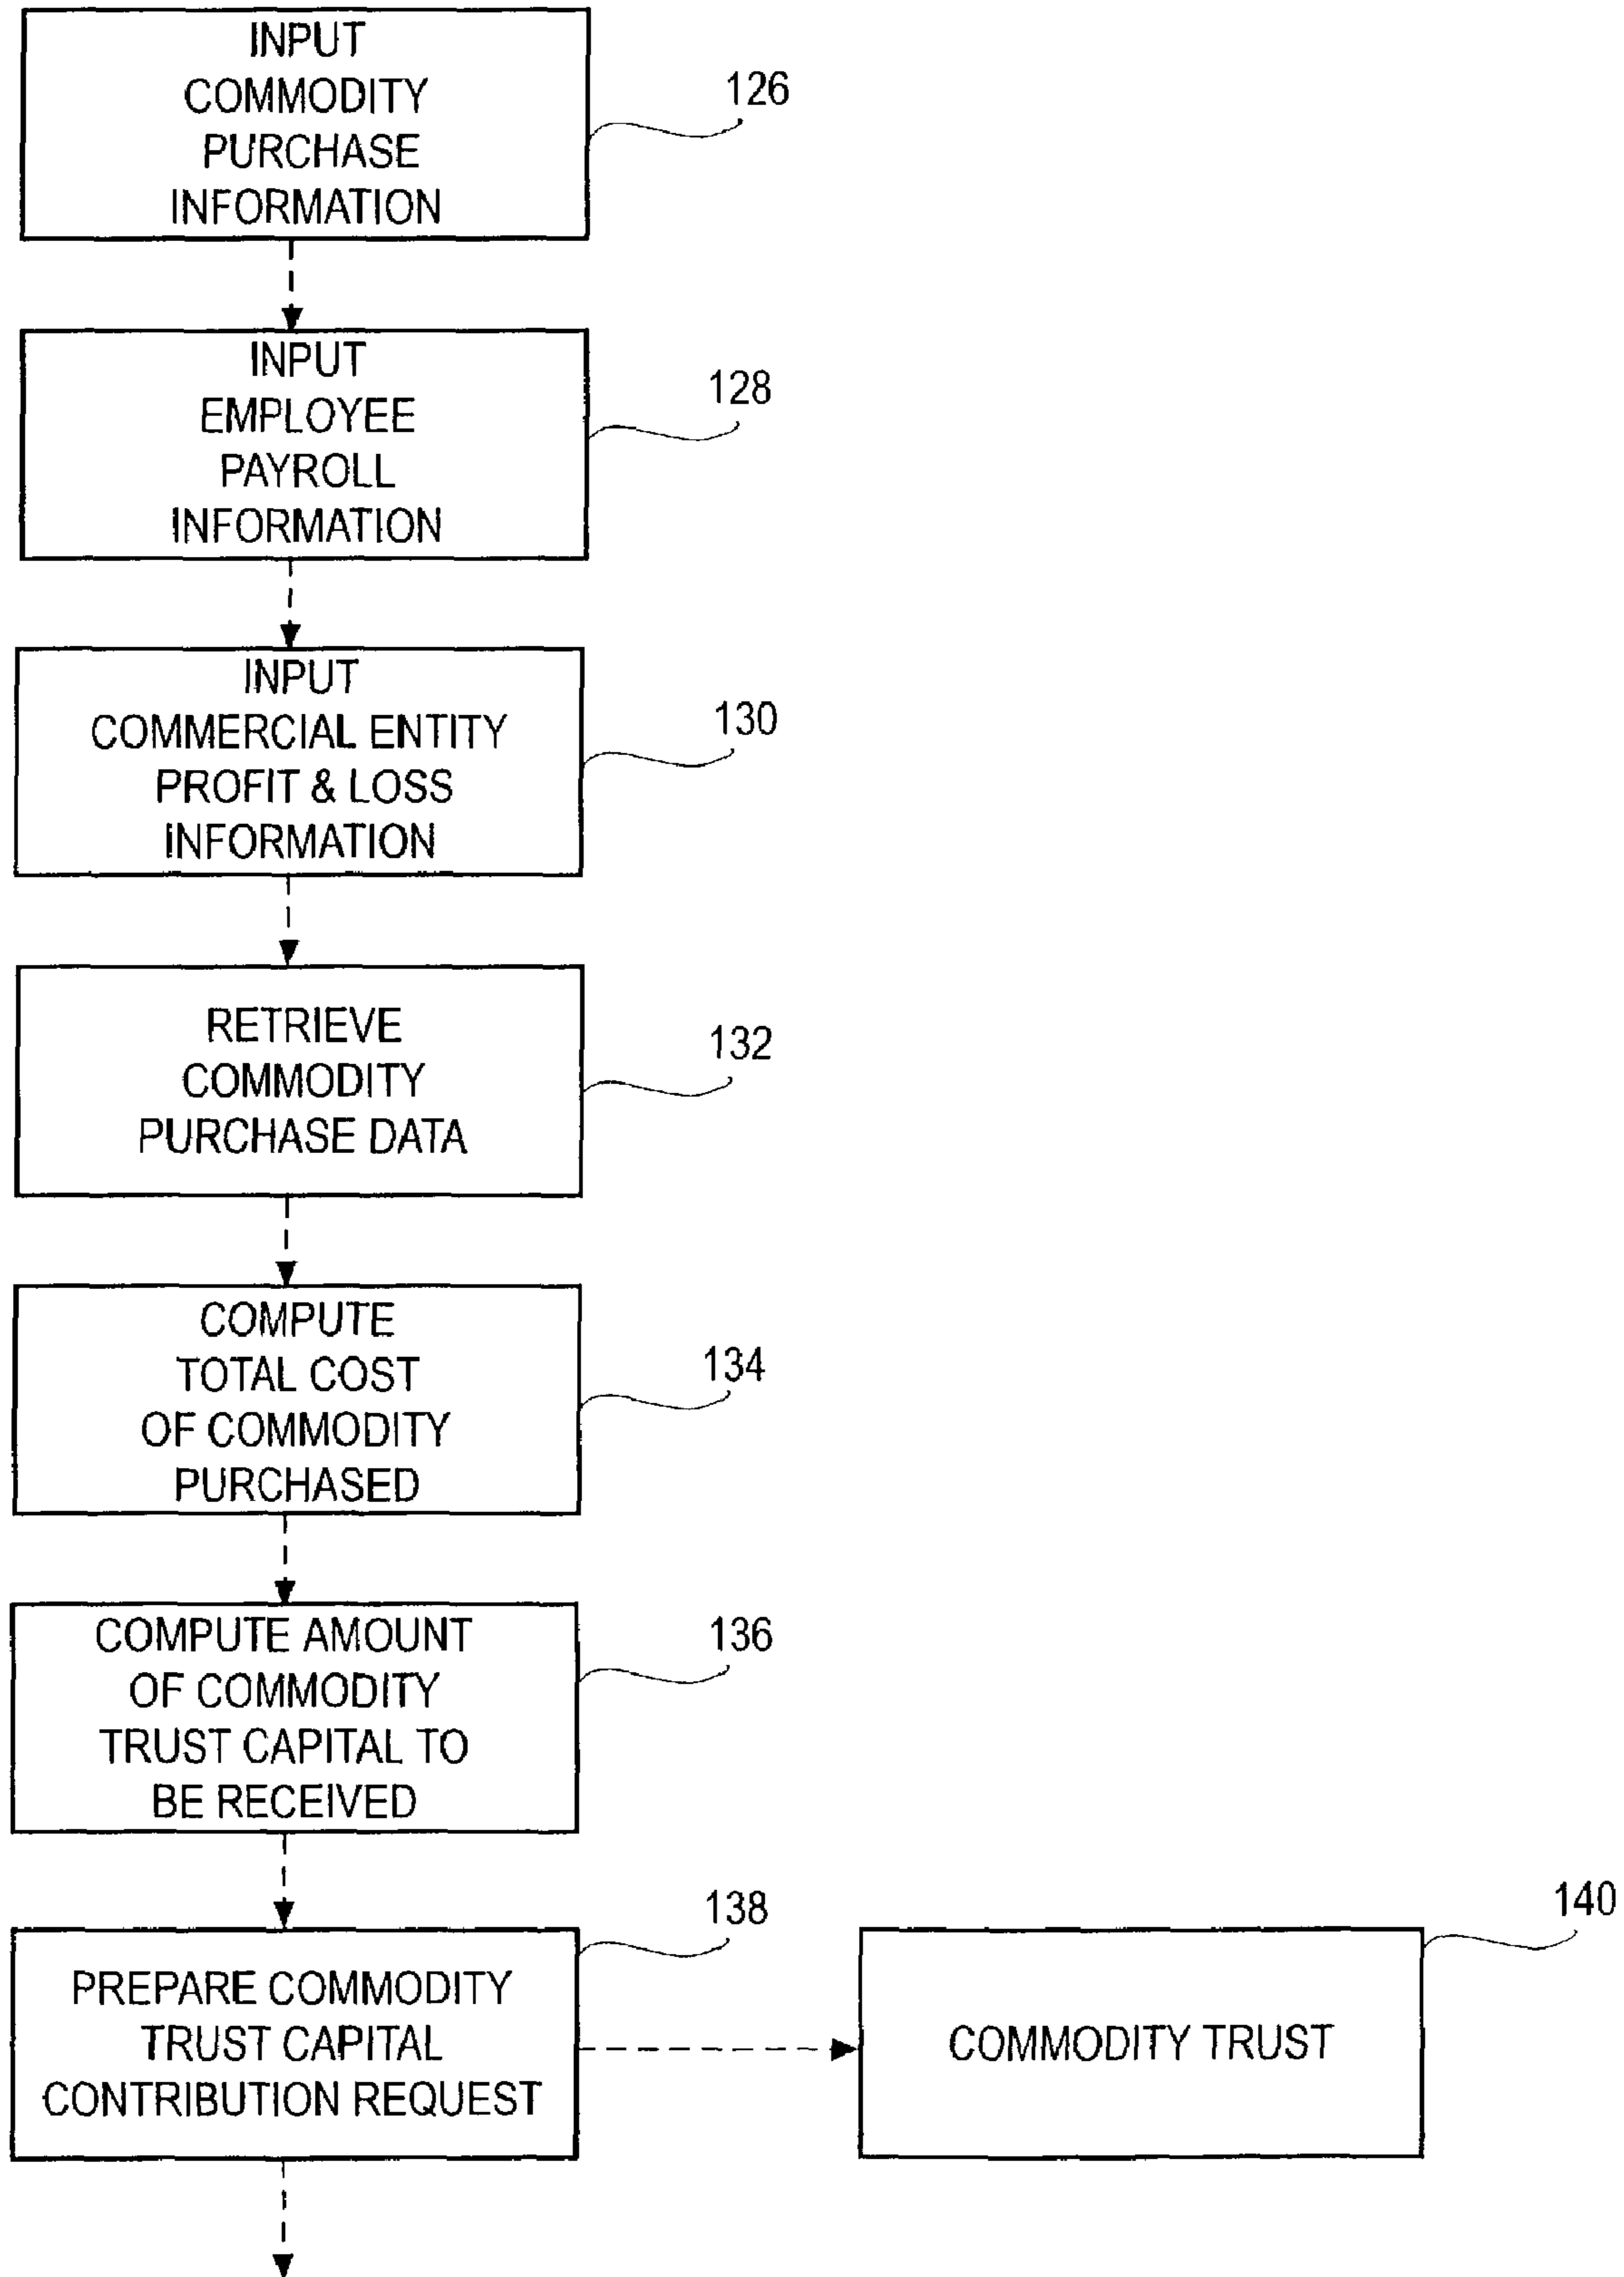 INPUT
COMMODITY
PURCHASE
INFORMATION
126
INPUT
EMPLOYEE
PAYROLL
INFORMATION
128
INPUT
COMMERCIAL ENTITY
PROFIT & LOSS
INFORMATION
130
RETRIEVE
COMMODITY
PURCHASE DATA
132
COMPUTE
TOTAL COST
OF COMMODITY
PURCHASED
134
COMPUTE AMOUNT
OF COMMODITY
TRUST CAPITAL TO
BE RECEIVED
136
PREPARE COMMODITY
TRUST CAPITAL
CONTRIBUTION REQUEST
138
COMMODITY TRUST
140